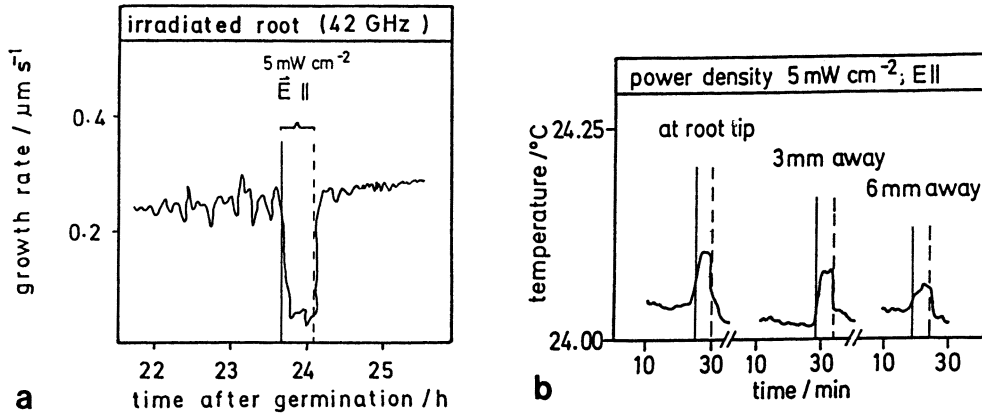 irradiated root (42 GHz)
5 mW cm⁻²
E⃗ ||
growth rate / μm s⁻¹
0.4
0.2
22 23 24 25
time after germination / h
a
power density 5 mW cm⁻²; E||
at root tip
3 mm away
6 mm away
temperature /°C
24.25
24.00
10 30 10 30 10 30
time / min
b